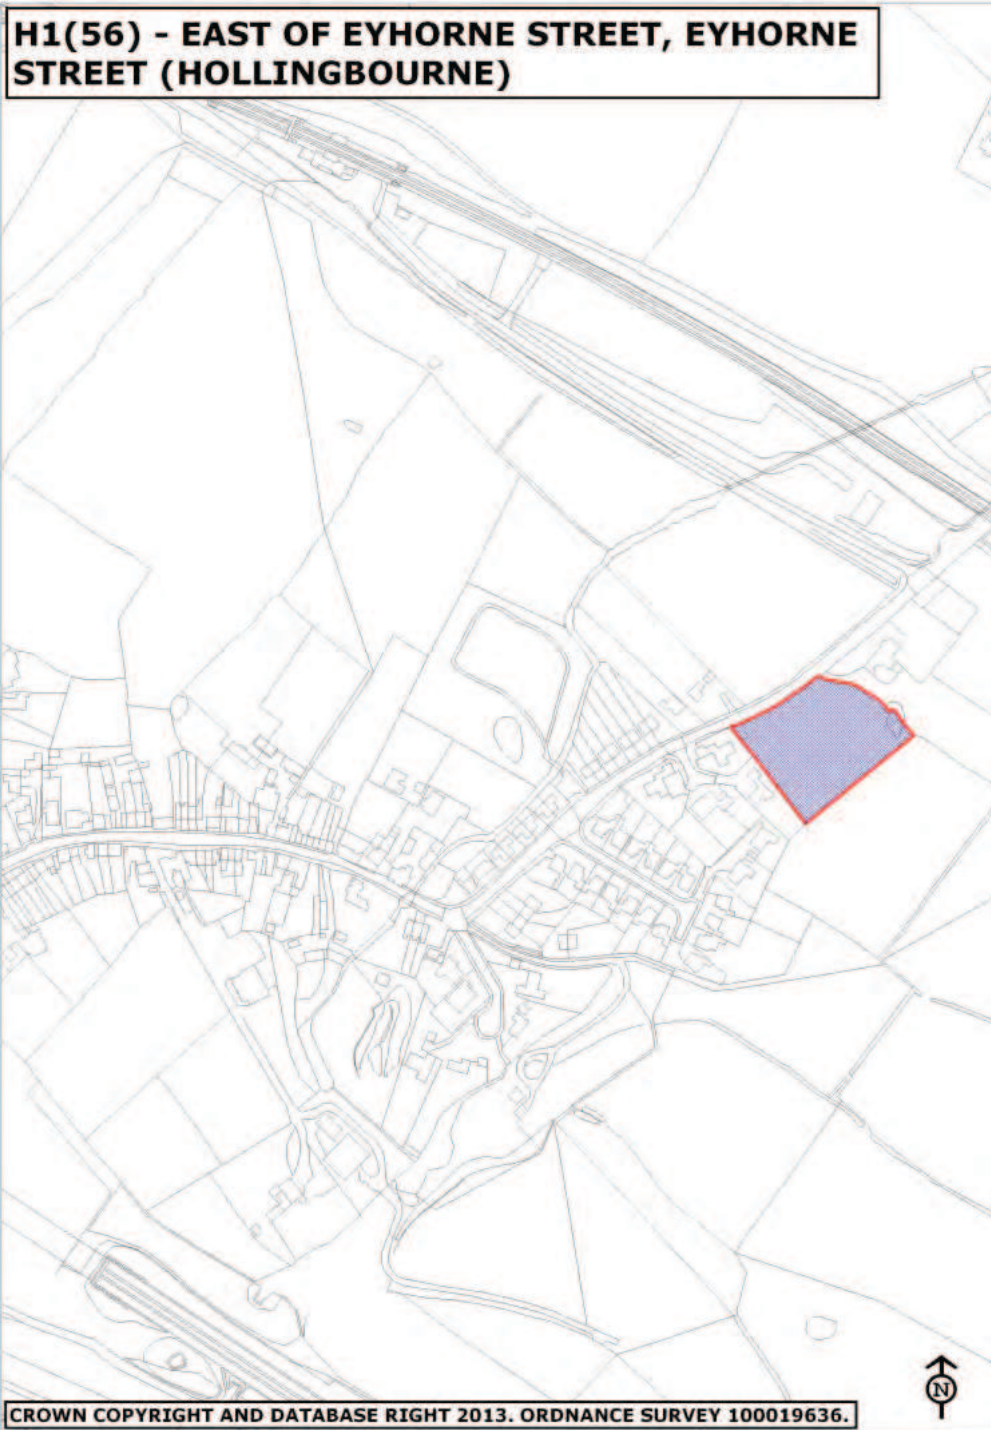 H1(56) - EAST OF EYHORNE STREET, EYHORNE
STREET (HOLLINGBOURNE)
N
CROWN COPYRIGHT AND DATABASE RIGHT 2013. ORDNANCE SURVEY 100019636.